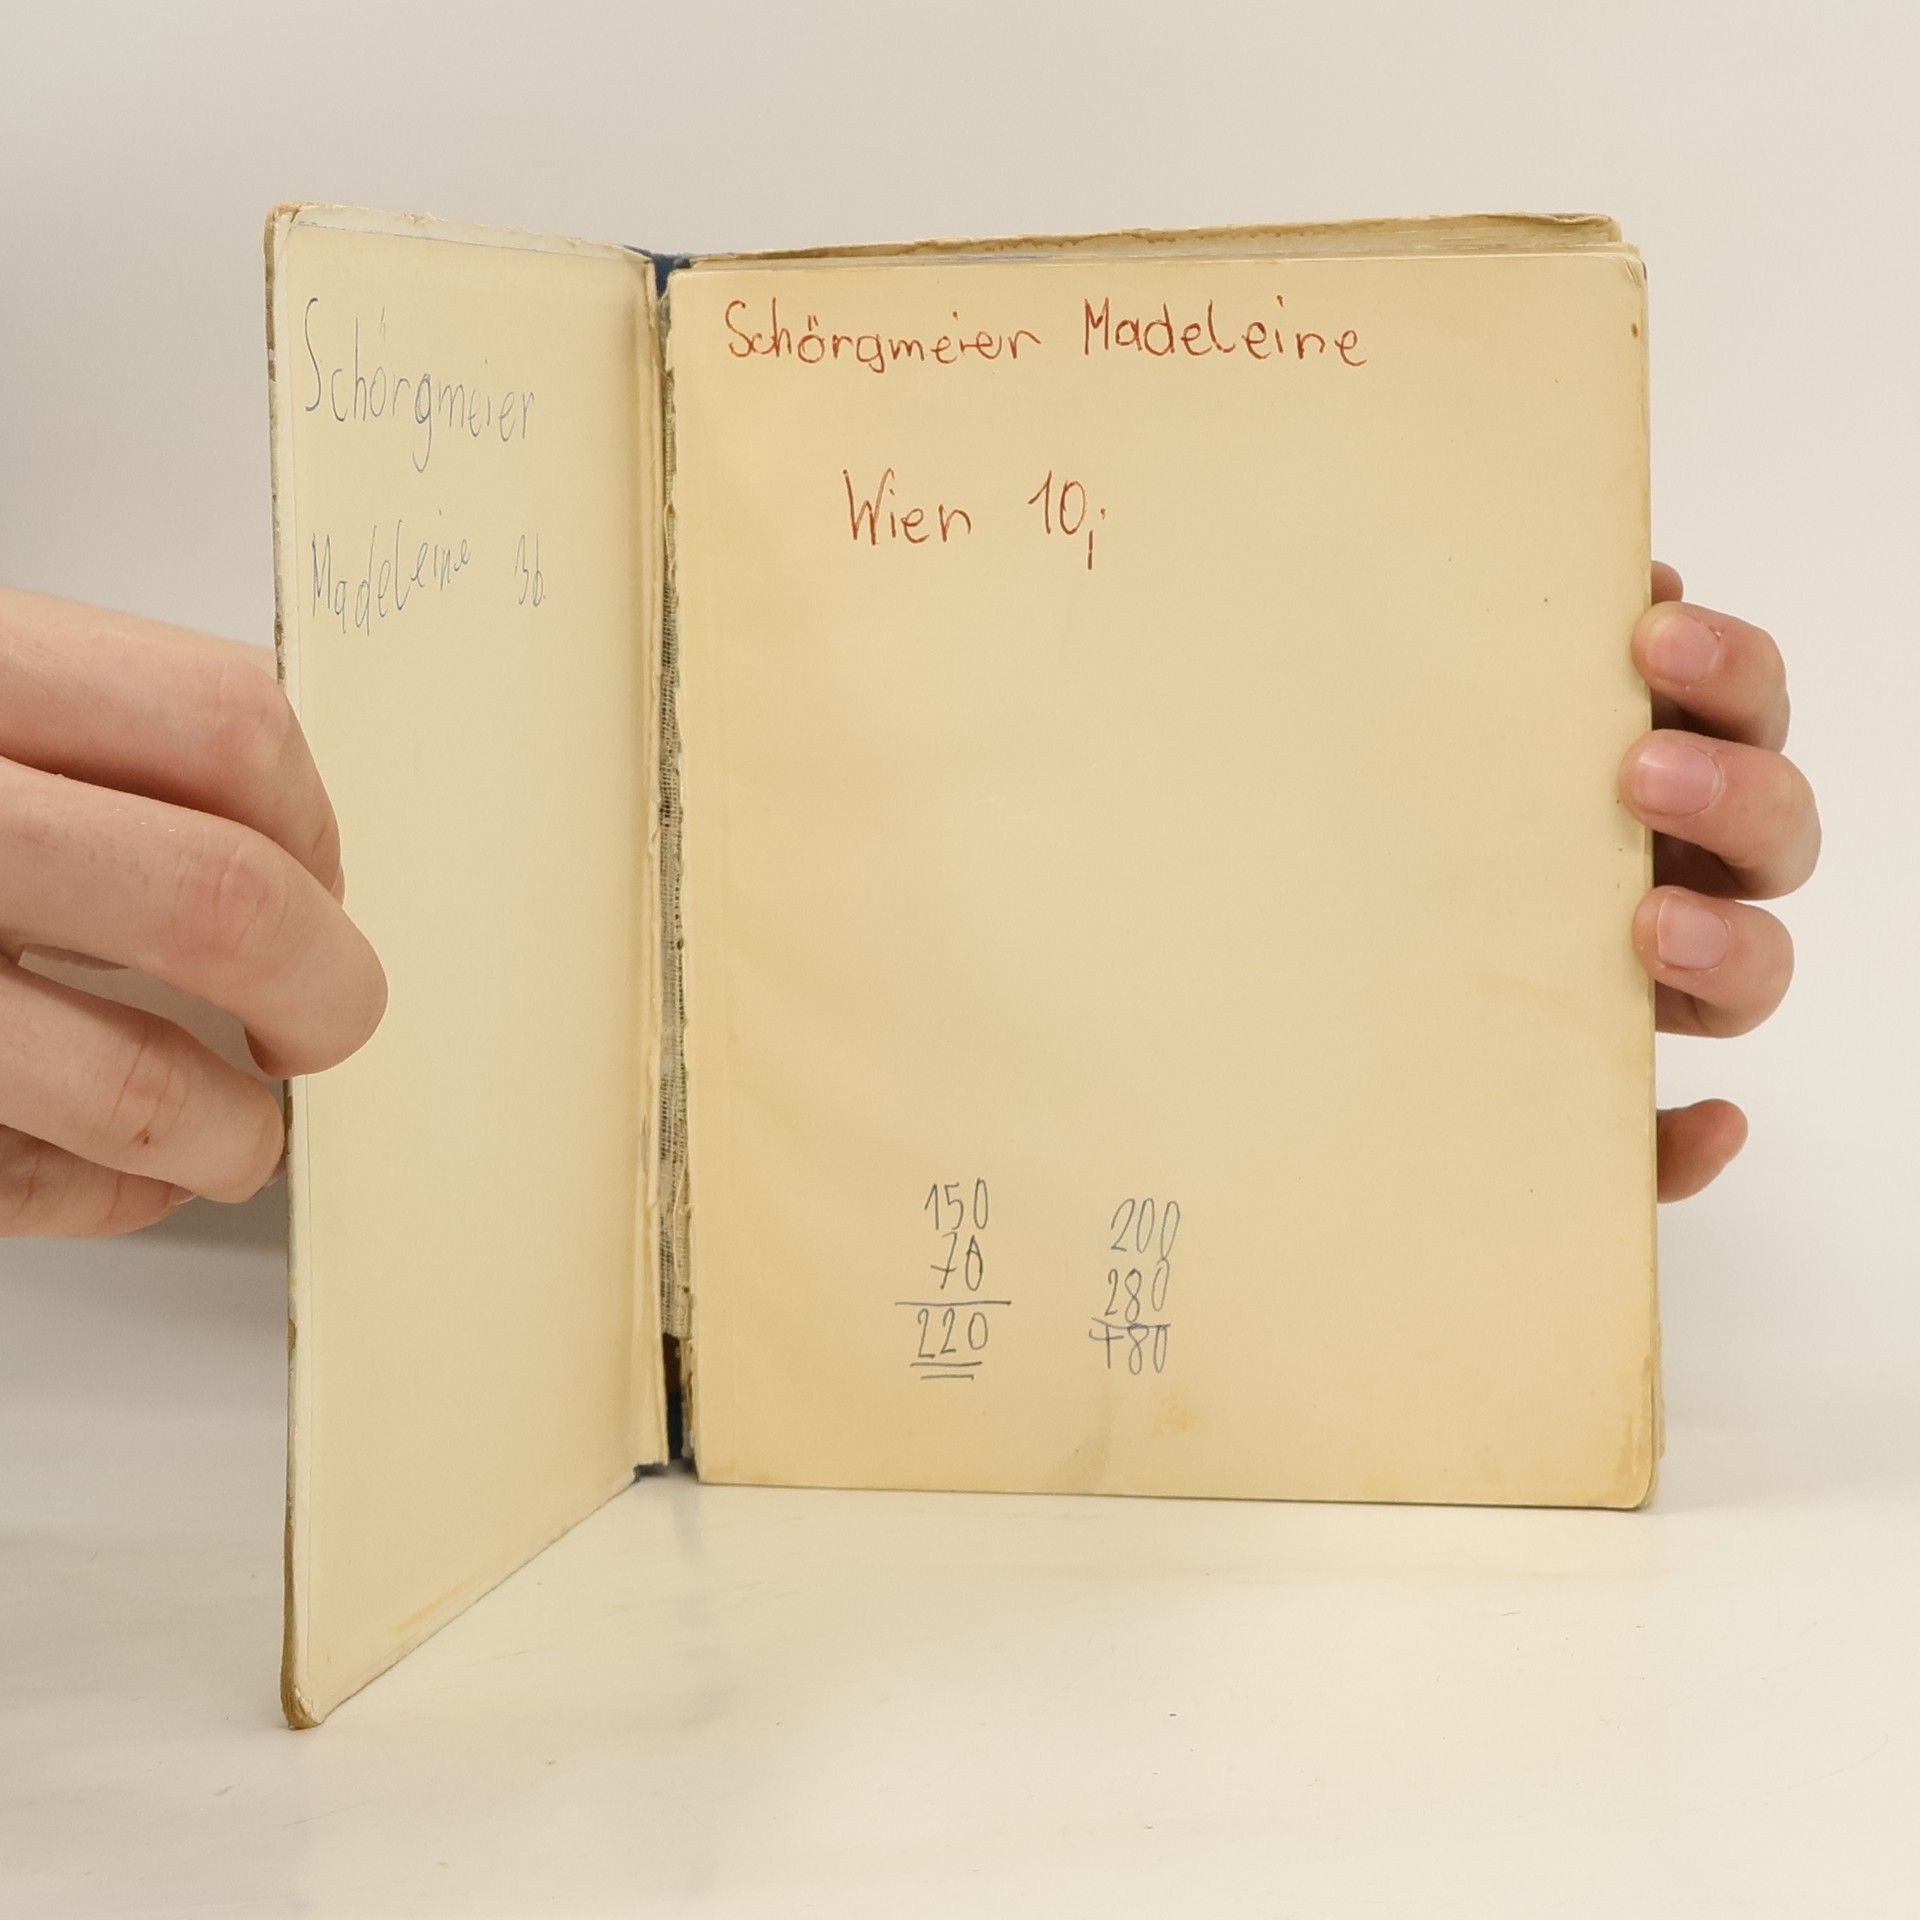 Schörgmeier
Madeleine 3b.
Schörgmeier Madeleine
Wien 10,;
150
70
220
200
280
480